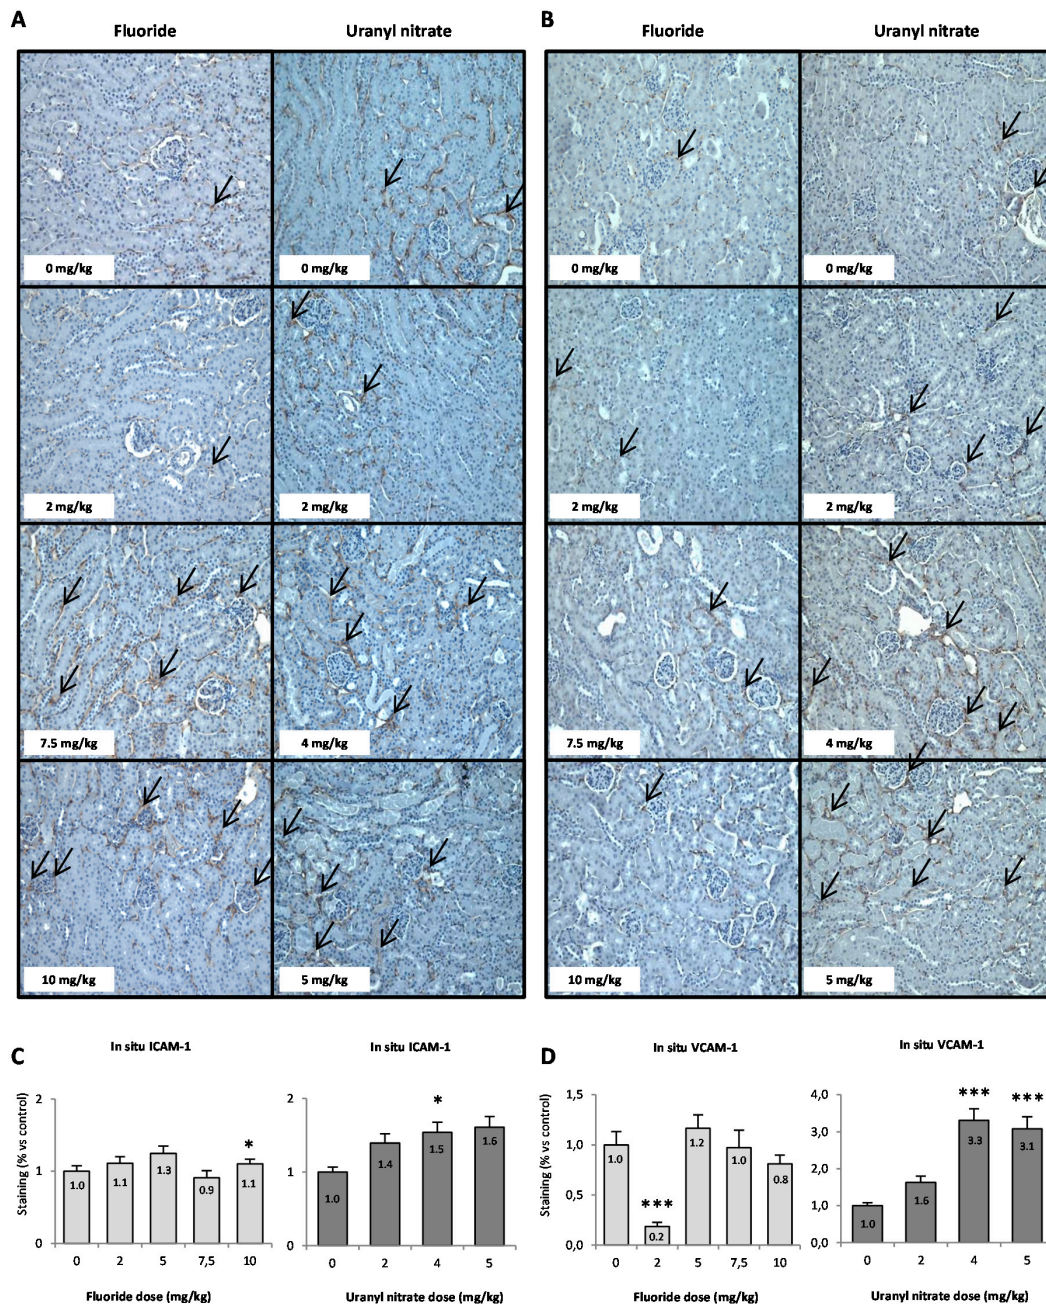 A
B
Fluoride
Uranyl nitrate
Fluoride
Uranyl nitrate
0 mg/kg
0 mg/kg
0 mg/kg
0 mg/kg
2 mg/kg
2 mg/kg
2 mg/kg
2 mg/kg
7.5 mg/kg
4 mg/kg
7.5 mg/kg
4 mg/kg
10 mg/kg
5 mg/kg
10 mg/kg
5 mg/kg
C
In situ ICAM-1
Staining (% vs control)
2
1
0
1.0
1.1
1.3
0.9
*
1.1
0 2 5 7,5 10
Fluoride dose (mg/kg)
In situ ICAM-1
2
1
0
1.0
1.4
*
1.5
1.6
0 2 4 5
Uranyl nitrate dose (mg/kg)
D
In situ VCAM-1
Staining (% vs control)
1,5
1,0
0,5
0,0
1.0
***
0.2
1.2
1.0
0.8
0 2 5 7,5 10
Fluoride dose (mg/kg)
In situ VCAM-1
4,0
3,0
2,0
1,0
0,0
1.0
1.6
***
3.3
***
3.1
0 2 4 5
Uranyl nitrate dose (mg/kg)